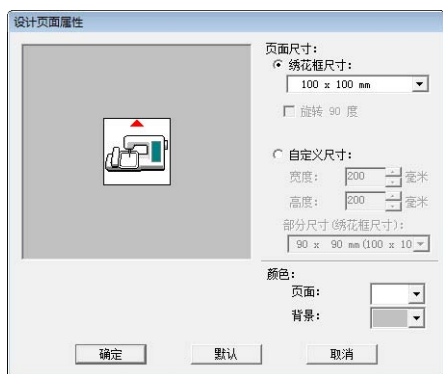 设计页面属性
页面尺寸:
绣花框尺寸:
100 x 100 mm
旋转 90 度
自定义尺寸:
宽度: 200 毫米
高度: 200 毫米
部分尺寸(绣花框尺寸):
90 x 90 mm(100 x 10
颜色:
页面:
背景:
确定 默认 取消